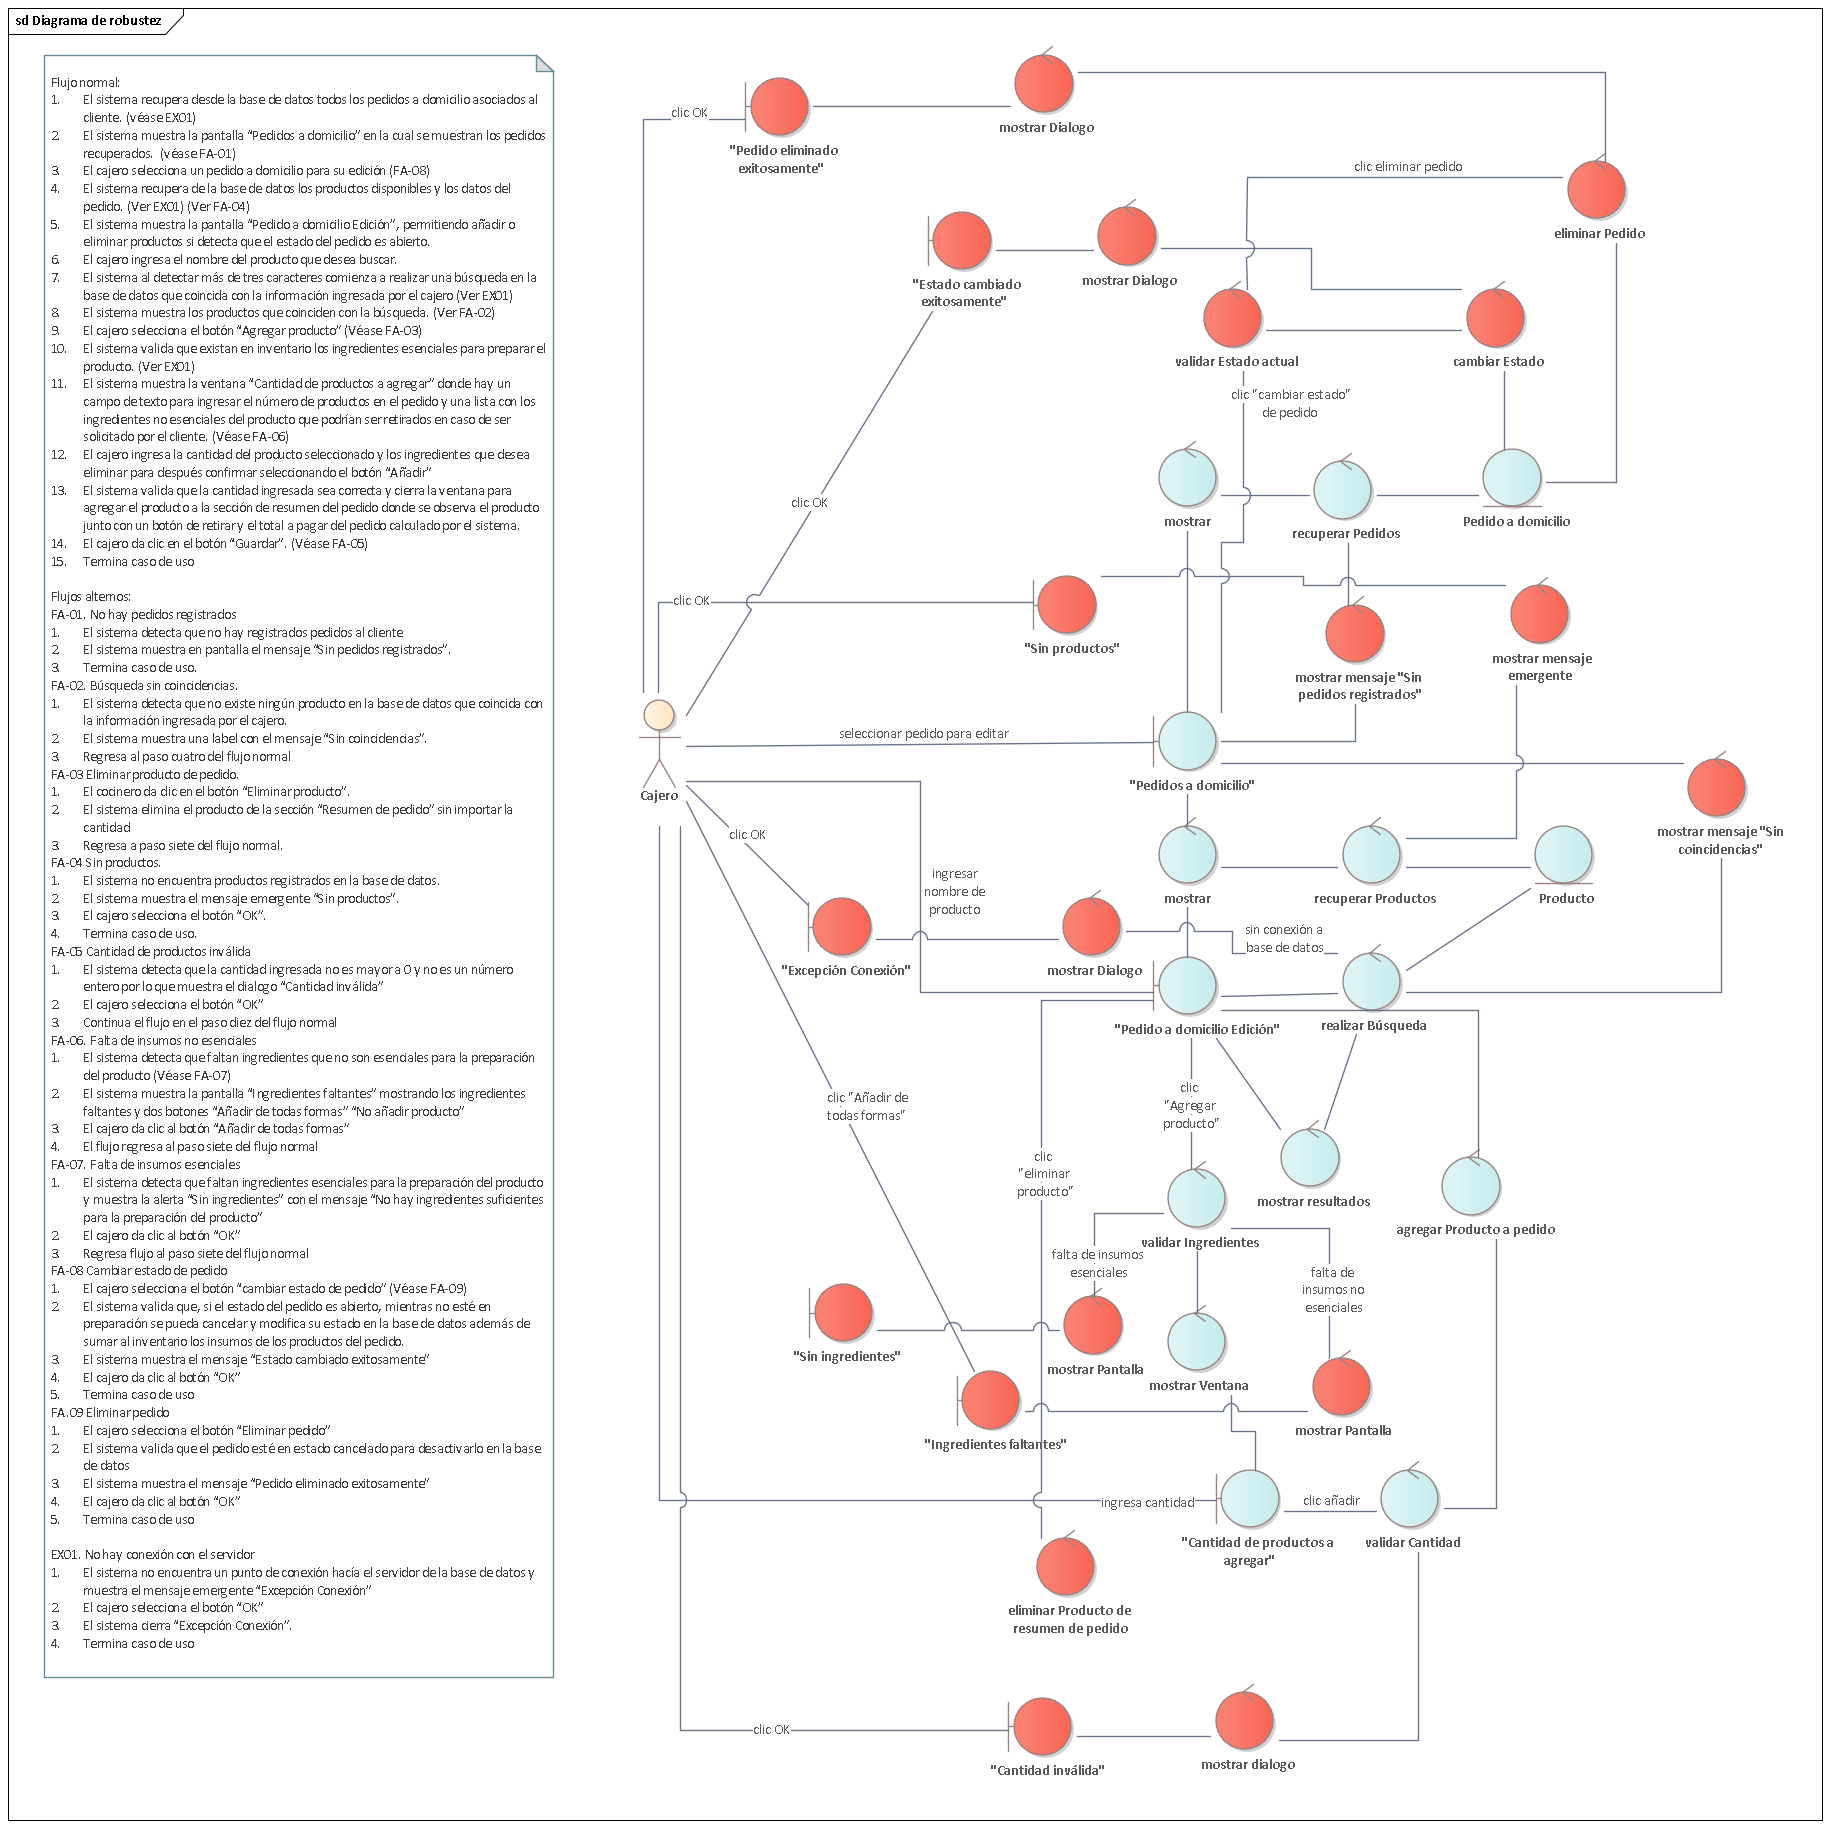 sd Diagrama de robustez
Flujo normal:
1. El sistema recupera desde la base de datos todos los pedidos a domicilio asociados al
cliente. (véase EX01)
2. El sistema muestra la pantalla “Pedidos a domicilio” en la cual se muestran los pedidos
recuperados. (véase FA-01)
3. El cajero selecciona un pedido a domicilio para su edición (FA-08)
4. El sistema recupera de la base de datos los productos disponibles y los datos del
pedido. (Ver EX01) (Ver FA-04)
5. El sistema muestra la pantalla “Pedido a domicilio Edición”, permitiendo añadir o
eliminar productos si detecta que el estado del pedido es abierto.
6. El cajero ingresa el nombre del producto que desea buscar.
7. El sistema al detectar más de tres caracteres comienza a realizar una búsqueda en la
base de datos que coincida con la información ingresada por el cajero (Ver EX01)
8. El sistema muestra los productos que coinciden con la búsqueda. (Ver FA-02)
9. El cajero selecciona el botón “Agregar producto” (Véase FA-03)
10. El sistema valida que existan en inventario los ingredientes esenciales para preparar el
producto. (Ver EX01)
11. El sistema muestra la ventana “Cantidad de productos a agregar” donde hay un
campo de texto para ingresar el número de productos en el pedido y una lista con los
ingredientes no esenciales del producto que podrían ser retirados en caso de ser
solicitado por el cliente. (Véase FA-06)
12. El cajero ingresa la cantidad del producto seleccionado y los ingredientes que desea
eliminar para después confirmar seleccionando el botón “Añadir”
13. El sistema valida que la cantidad ingresada sea correcta y cierra la ventana para
agregar el producto a la sección de resumen del pedido donde se observa el producto
junto con un botón de retirar y el total a pagar del pedido calculado por el sistema.
14. El cajero da clic en el botón “Guardar”. (Véase FA-05)
15. Termina caso de uso
Flujos alternos:
FA-01. No hay pedidos registrados
1. El sistema detecta que no hay registrados pedidos al cliente
2. El sistema muestra en pantalla el mensaje “Sin pedidos registrados”.
3. Termina caso de uso.
FA-02. Búsqueda sin coincidencias.
1. El sistema detecta que no existe ningún producto en la base de datos que coincida con
la información ingresada por el cajero.
2. El sistema muestra una label con el mensaje “Sin coincidencias”.
3. Regresa al paso cuatro del flujo normal
FA-03 Eliminar producto de pedido.
1. El cocinero da clic en el botón “Eliminar producto”.
2. El sistema elimina el producto de la sección “Resumen de pedido” sin importar la
cantidad
3. Regresa a paso siete del flujo normal.
FA-04 Sin productos.
1. El sistema no encuentra productos registrados en la base de datos.
2. El sistema muestra el mensaje emergente “Sin productos”.
3. El cajero selecciona el botón “OK”.
4. Termina caso de uso.
FA-05 Cantidad de productos inválida
1. El sistema detecta que la cantidad ingresada no es mayor a 0 y no es un número
entero por lo que muestra el dialogo “Cantidad inválida”
2. El cajero selecciona el botón “OK”
3. Continua el flujo en el paso diez del flujo normal
FA-06. Falta de insumos no esenciales
1. El sistema detecta que faltan ingredientes que no son esenciales para la preparación
del producto (Véase FA-07)
2. El sistema muestra la pantalla “Ingredientes faltantes” mostrando los ingredientes
faltantes y dos botones “Añadir de todas formas” “No añadir producto”
3. El cajero da clic al botón “Añadir de todas formas”
4. El flujo regresa al paso siete del flujo normal
FA-07. Falta de insumos esenciales
1. El sistema detecta que faltan ingredientes esenciales para la preparación del producto
y muestra la alerta “Sin ingredientes” con el mensaje “No hay ingredientes suficientes
para la preparación del producto”
2. El cajero da clic al botón “OK”
3. Regresa flujo al paso siete del flujo normal
FA-08 Cambiar estado de pedido
1. El cajero selecciona el botón “cambiar estado de pedido” (Véase FA-09)
2. El sistema valida que, si el estado del pedido es abierto, mientras no esté en
preparación se pueda cancelar y modifica su estado en la base de datos además de
sumar al inventario los insumos de los productos del pedido.
3. El sistema muestra el mensaje “Estado cambiado exitosamente”
4. El cajero da clic al botón “OK”
5. Termina caso de uso
FA.09 Eliminar pedido
1. El cajero selecciona el botón “Eliminar pedido”
2. El sistema valida que el pedido esté en estado cancelado para desactivarlo en la base
de datos
3. El sistema muestra el mensaje “Pedido eliminado exitosamente”
4. El cajero da clic al botón “OK”
5. Termina caso de uso
EX01. No hay conexión con el servidor
1. El sistema no encuentra un punto de conexión hacía el servidor de la base de datos y
muestra el mensaje emergente “Excepción Conexión”
2. El cajero selecciona el botón “OK”
3. El sistema cierra “Excepción Conexión”.
4. Termina caso de uso
clic OK
"Pedido eliminado
exitosamente"
mostrar Dialogo
clic eliminar pedido
eliminar Pedido
"Estado cambiado
exitosamente"
mostrar Dialogo
validar Estado actual
cambiar Estado
clic "cambiar estado"
de pedido
clic OK
mostrar
recuperar Pedidos
Pedido a domicilio
clic OK
"Sin productos"
mostrar mensaje "Sin
pedidos registrados"
mostrar mensaje
emergente
Cajero
seleccionar pedido para editar
"Pedidos a domicilio"
mostrar mensaje "Sin
coincidencias"
clic OK
ingresar
nombre de
producto
mostrar
recuperar Productos
Producto
"Excepción Conexión"
mostrar Dialogo
sin conexión a
base de datos
"Pedido a domicilio Edición"
realizar Búsqueda
clic "Añadir de
todas formas"
clic
"Agregar
producto"
clic
"eliminar
producto"
mostrar resultados
agregar Producto a pedido
validar Ingredientes
falta de insumos
esenciales
falta de
insumos no
esenciales
"Sin ingredientes"
mostrar Pantalla
mostrar Ventana
mostrar Pantalla
"Ingredientes faltantes"
ingresa cantidad
clic añadir
"Cantidad de productos a
agregar"
validar Cantidad
eliminar Producto de
resumen de pedido
clic OK
"Cantidad inválida"
mostrar dialogo